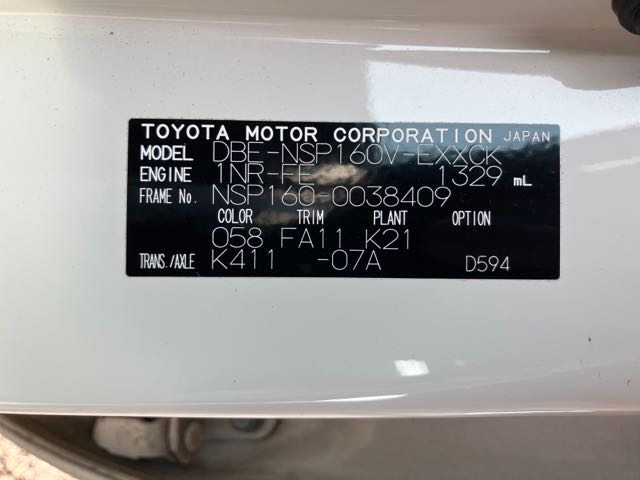 TOYOTA MOTOR CORPORATION JAPAN
MODEL DBE-NSP160V-EXXCK
ENGINE 1NR-FE 1329 mL
FRAME No. NSP160-0038409
COLOR TRIM PLANT OPTION
058 FA11 K21
TRANS./AXLE K411 -07A D594